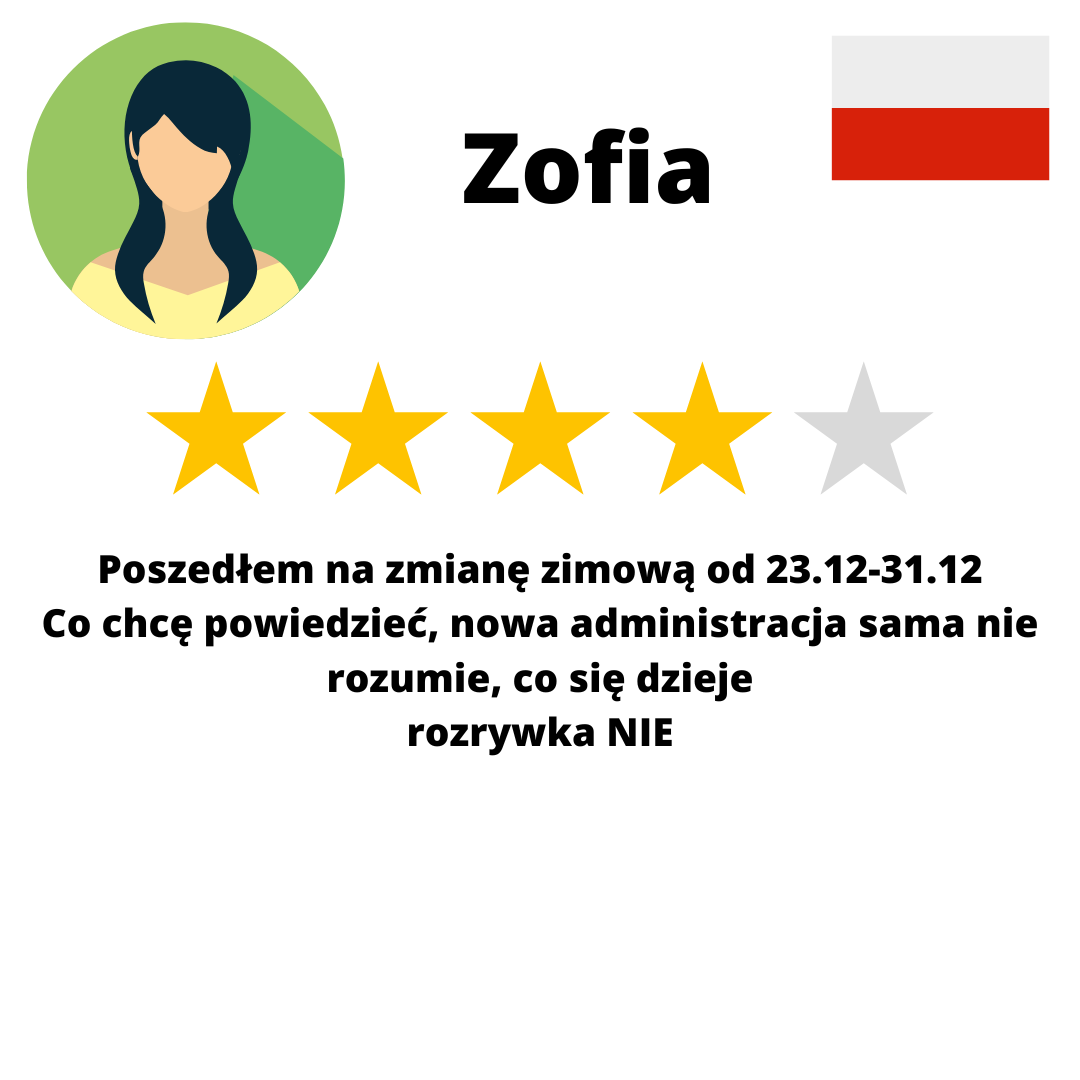 Zofia
Poszedłem na zmianę zimową od 23.12-31.12
Co chcę powiedzieć, nowa administracja sama nie
rozumie, co się dzieje
rozrywka NIE